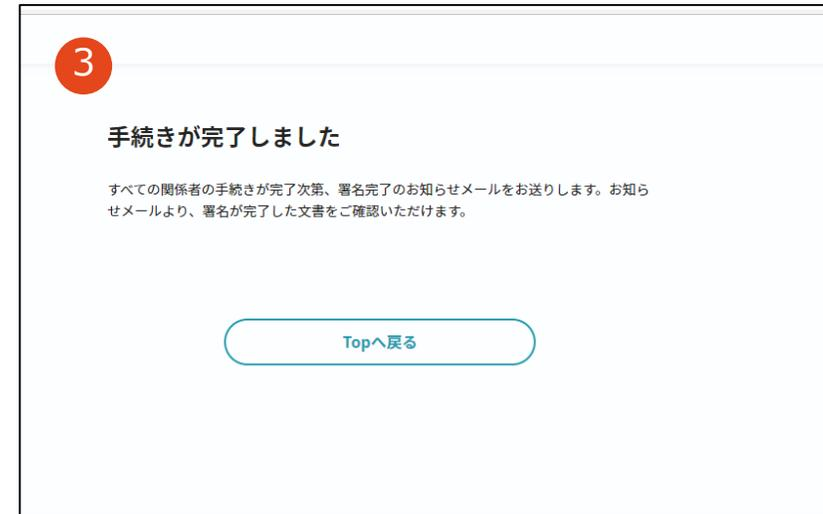 3
手続きが完了しました
すべての関係者の手続きが完了次第、署名完了のお知らせメールをお送りします。お知ら
せメールより、署名が完了した文書をご確認いただけます。
Topへ戻る